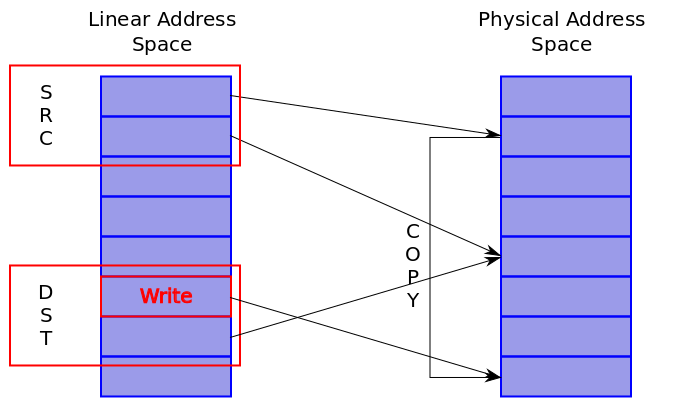 Linear Address
Space
Physical Address
Space
S
R
C
C
O
P
Y
D
S
T
Write